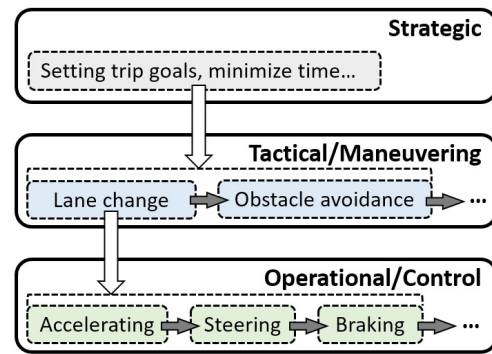 Strategic
Setting trip goals, minimize time...
Tactical/Maneuvering
Lane change Obstacle avoidance ...
Operational/Control
Accelerating Steering Braking ...